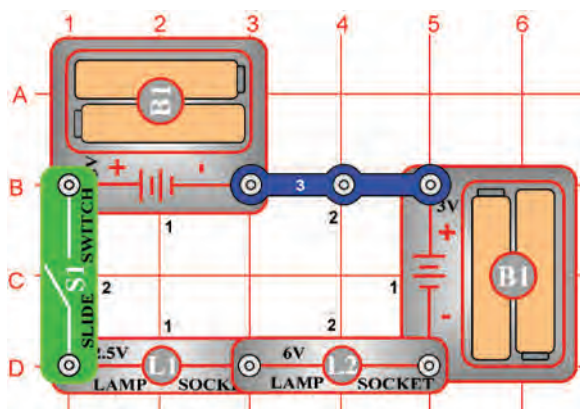 1 2 3 4 5 6
A
B1
V + -
B
3
3V
1
2
+
SLIDE S1 SWITCH
C
2
1
B1
1
2
-
2.5V
6V
D
L1
L2
LAMP SOCK
LAMP SOCKET